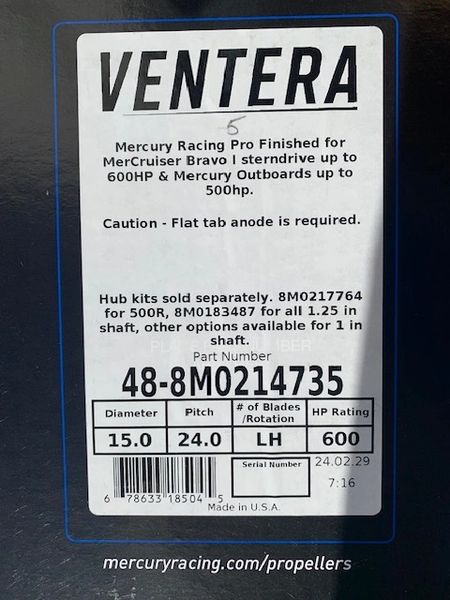 VENTERA
5
Mercury Racing Pro Finished for
MerCruiser Bravo I sterndrive up to
600HP & Mercury Outboards up to
500hp.
Caution - Flat tab anode is required.
Hub kits sold separately. 8M0217764
for 500R, 8M0183487 for all 1.25 in
shaft, other options available for 1 in
shaft.
Part Number
48-8M0214735
Diameter Pitch # of Blades /Rotation HP Rating
15.0 24.0 LH 600
Serial Number 24.02.29
7:16
6 78633 18504 5
Made in U.S.A.
mercuryracing.com/propellers